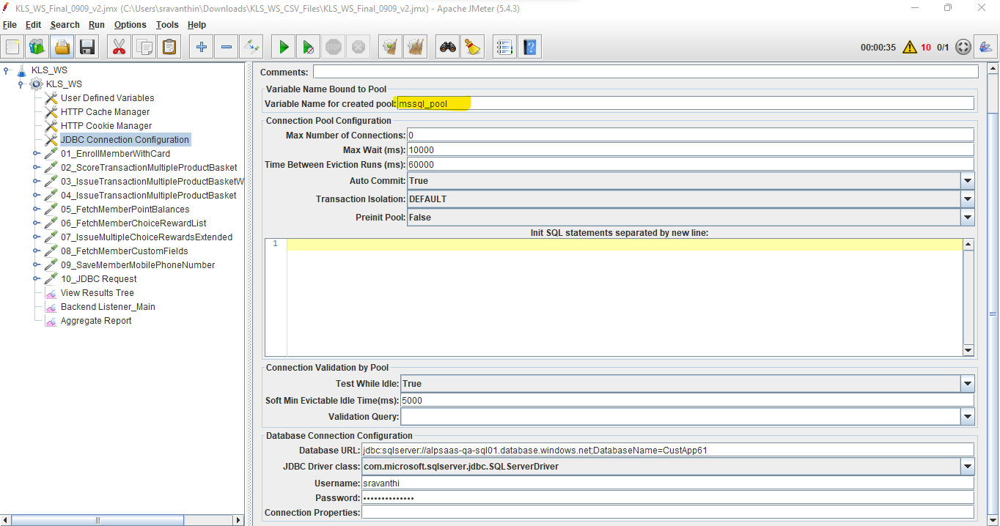 KLS_WS_Final_0909_v2.jmx (C:\Users\sravanthin\Downloads\KLS_WS_CSV_Files\KLS_WS_Final_0909_v2.jmx) - Apache JMeter (5.4.3)
File Edit Search Run Options Tools Help
STOP
00:00:35 10 0/1
KLS_WS
KLS_WS
User Defined Variables
HTTP Cache Manager
HTTP Cookie Manager
JDBC Connection Configuration
01_EnrollMemberWithCard
02_ScoreTransactionMultipleProductBasket
03_IssueTransactionMultipleProductBasketW
04_IssueTransactionMultipleProductBasket
05_FetchMemberPointBalances
06_FetchMemberChoiceRewardList
07_IssueMultipleChoiceRewardsExtended
08_FetchMemberCustomFields
09_SaveMemberMobilePhoneNumber
10_JDBC Request
View Results Tree
Backend Listener_Main
Aggregate Report
Comments:
Variable Name Bound to Pool
Variable Name for created pool: mssql_pool
Connection Pool Configuration
Max Number of Connections: 0
Max Wait (ms): 10000
Time Between Eviction Runs (ms): 60000
Auto Commit: True
Transaction Isolation: DEFAULT
Preinit Pool: False
Init SQL statements separated by new line:
1
Connection Validation by Pool
Test While Idle: True
Soft Min Evictable Idle Time(ms): 5000
Validation Query:
Database Connection Configuration
Database URL: jdbc:sqlserver://alpsaas-qa-sql01.database.windows.net;DatabaseName=CustApp61
JDBC Driver class: com.microsoft.sqlserver.jdbc.SQLServerDriver
Username: sravanthi
Password: ••••••••••••••
Connection Properties: